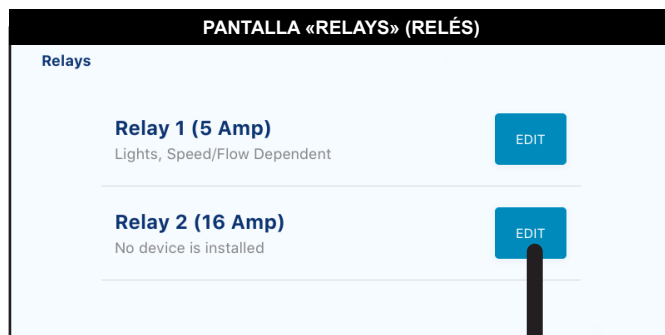 PANTALLA «RELAYS» (RELÉS)
Relays
Relay 1 (5 Amp)
Lights, Speed/Flow Dependent
EDIT
Relay 2 (16 Amp)
No device is installed
EDIT